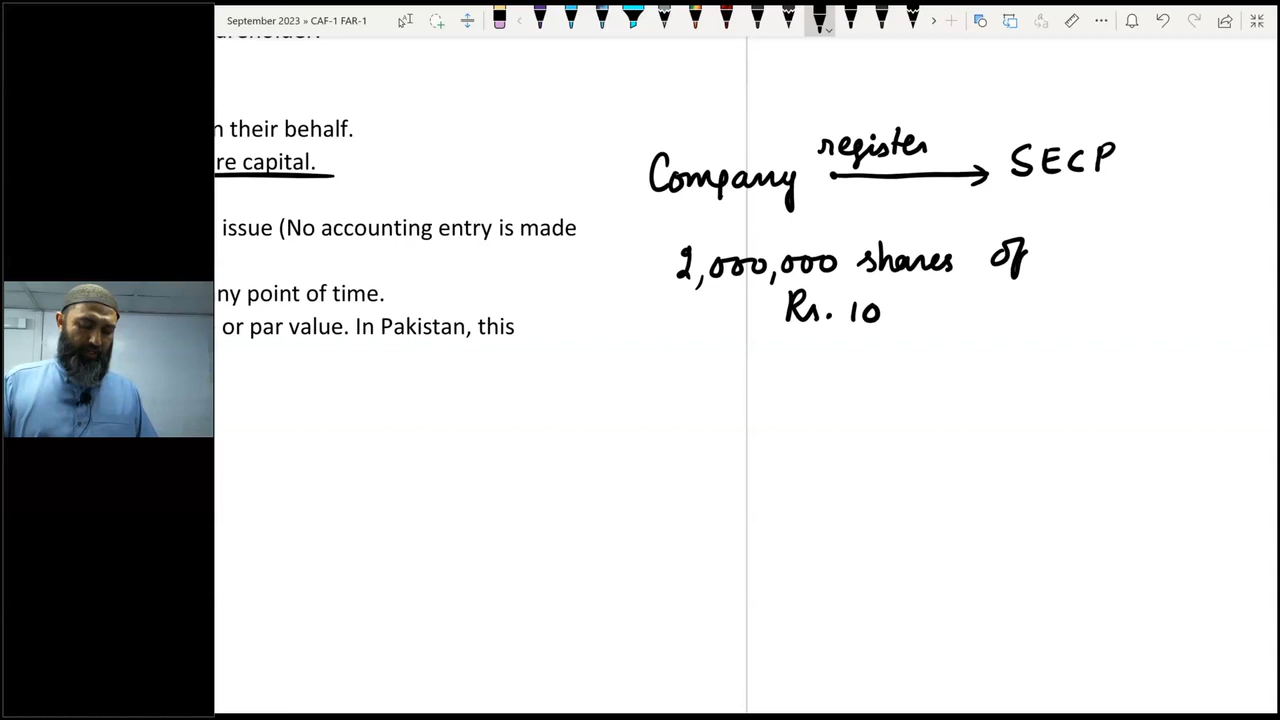 September 2023 » CAF-1 FAR-1
their behalf.
re capital.
issue (No accounting entry is made
ny point of time.
or par value. In Pakistan, this
Company register SECP
2,000,000 shares of
Rs. 10